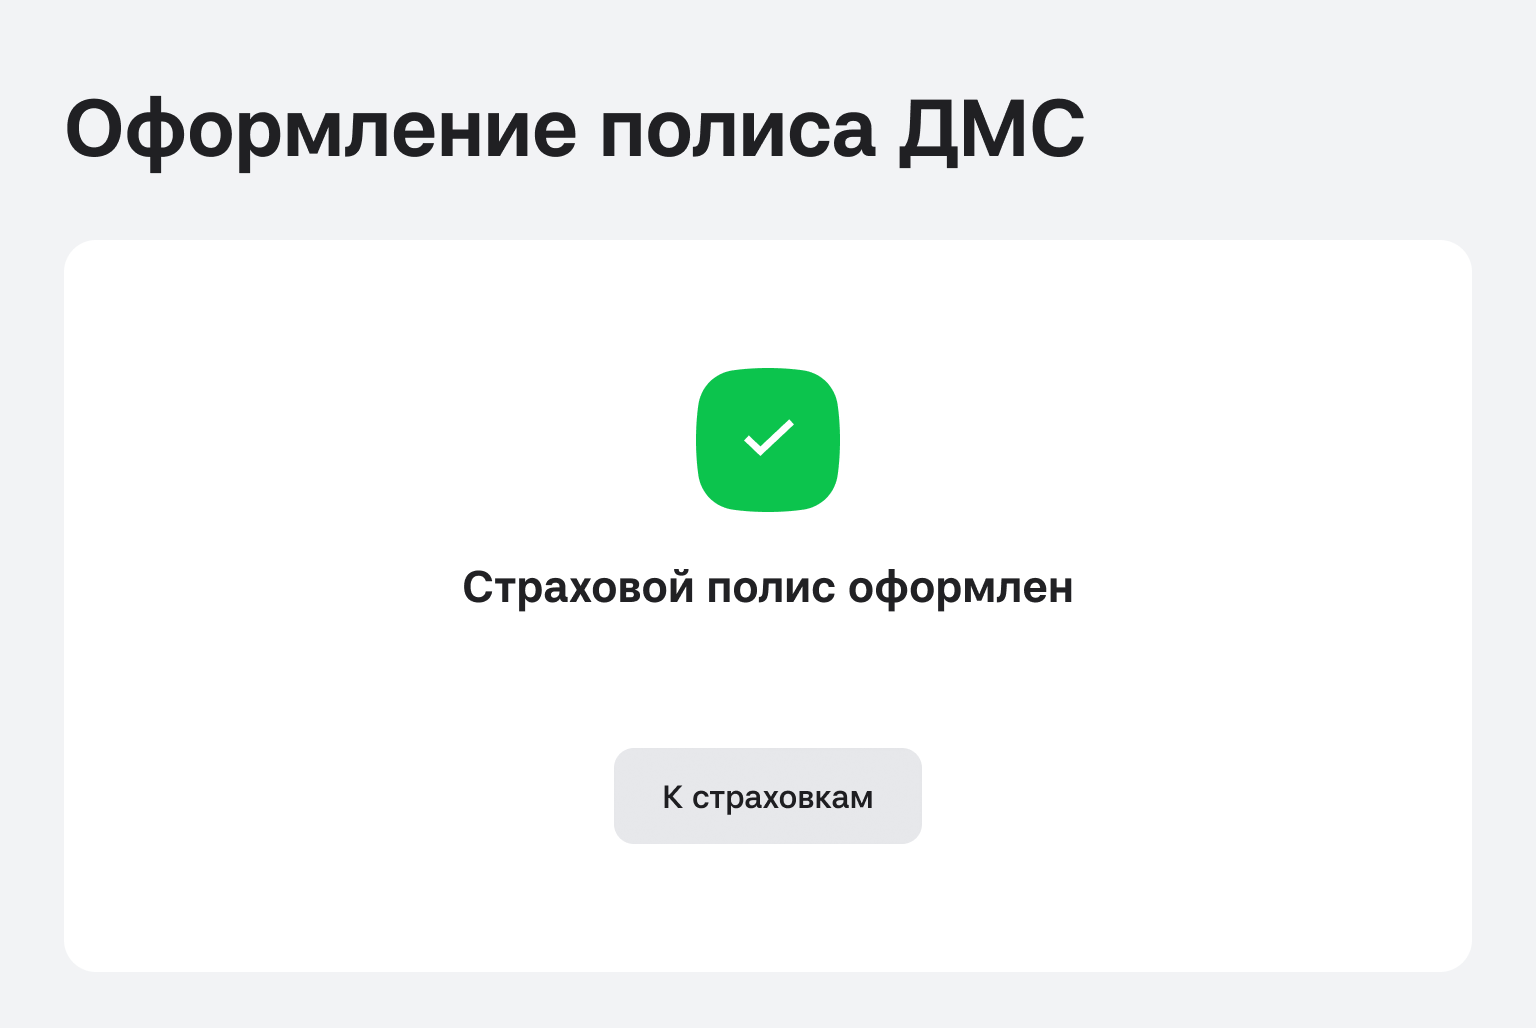 Оформление полиса ДМС
Страховой полис оформлен
К страховкам